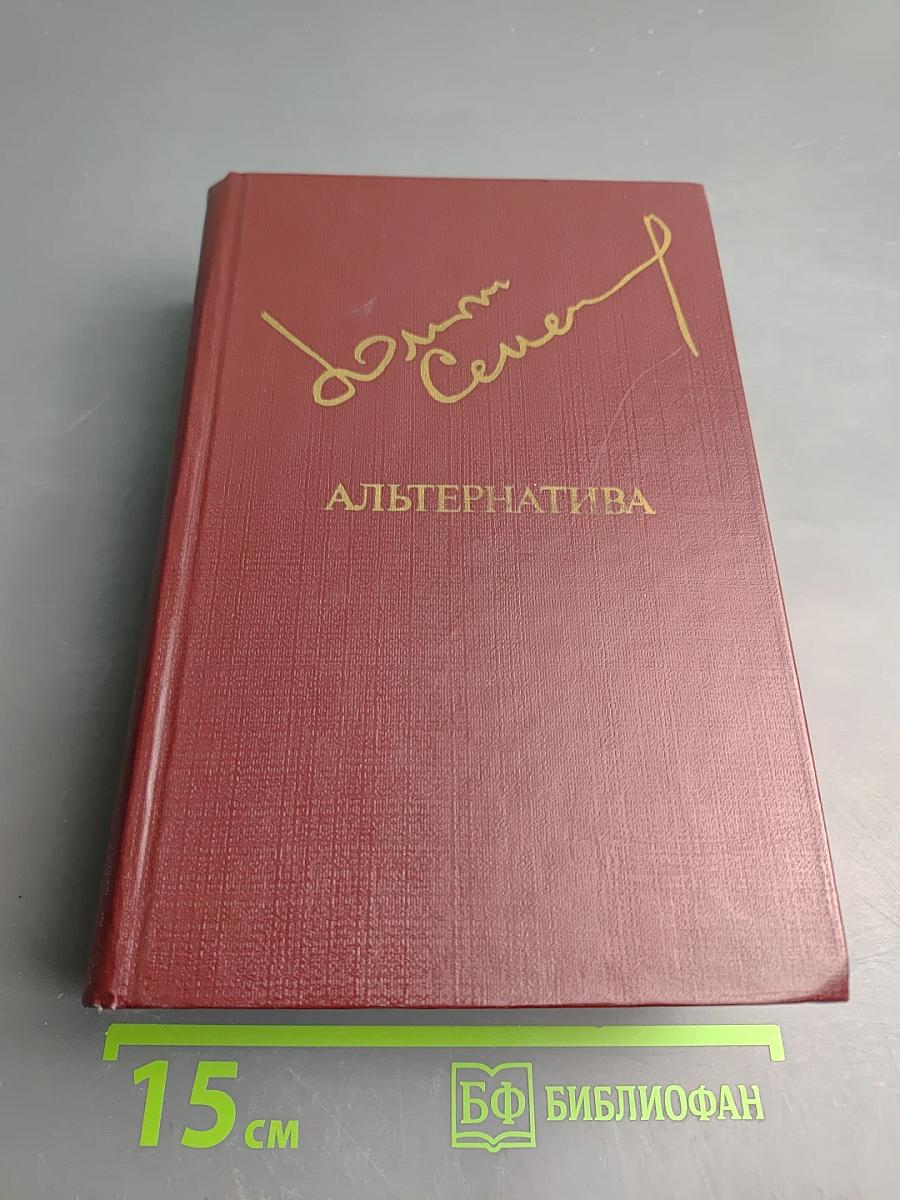 Юлиан
Семенов
АЛЬТЕРНАТИВА
15 см
БФ БИБЛИОФАН